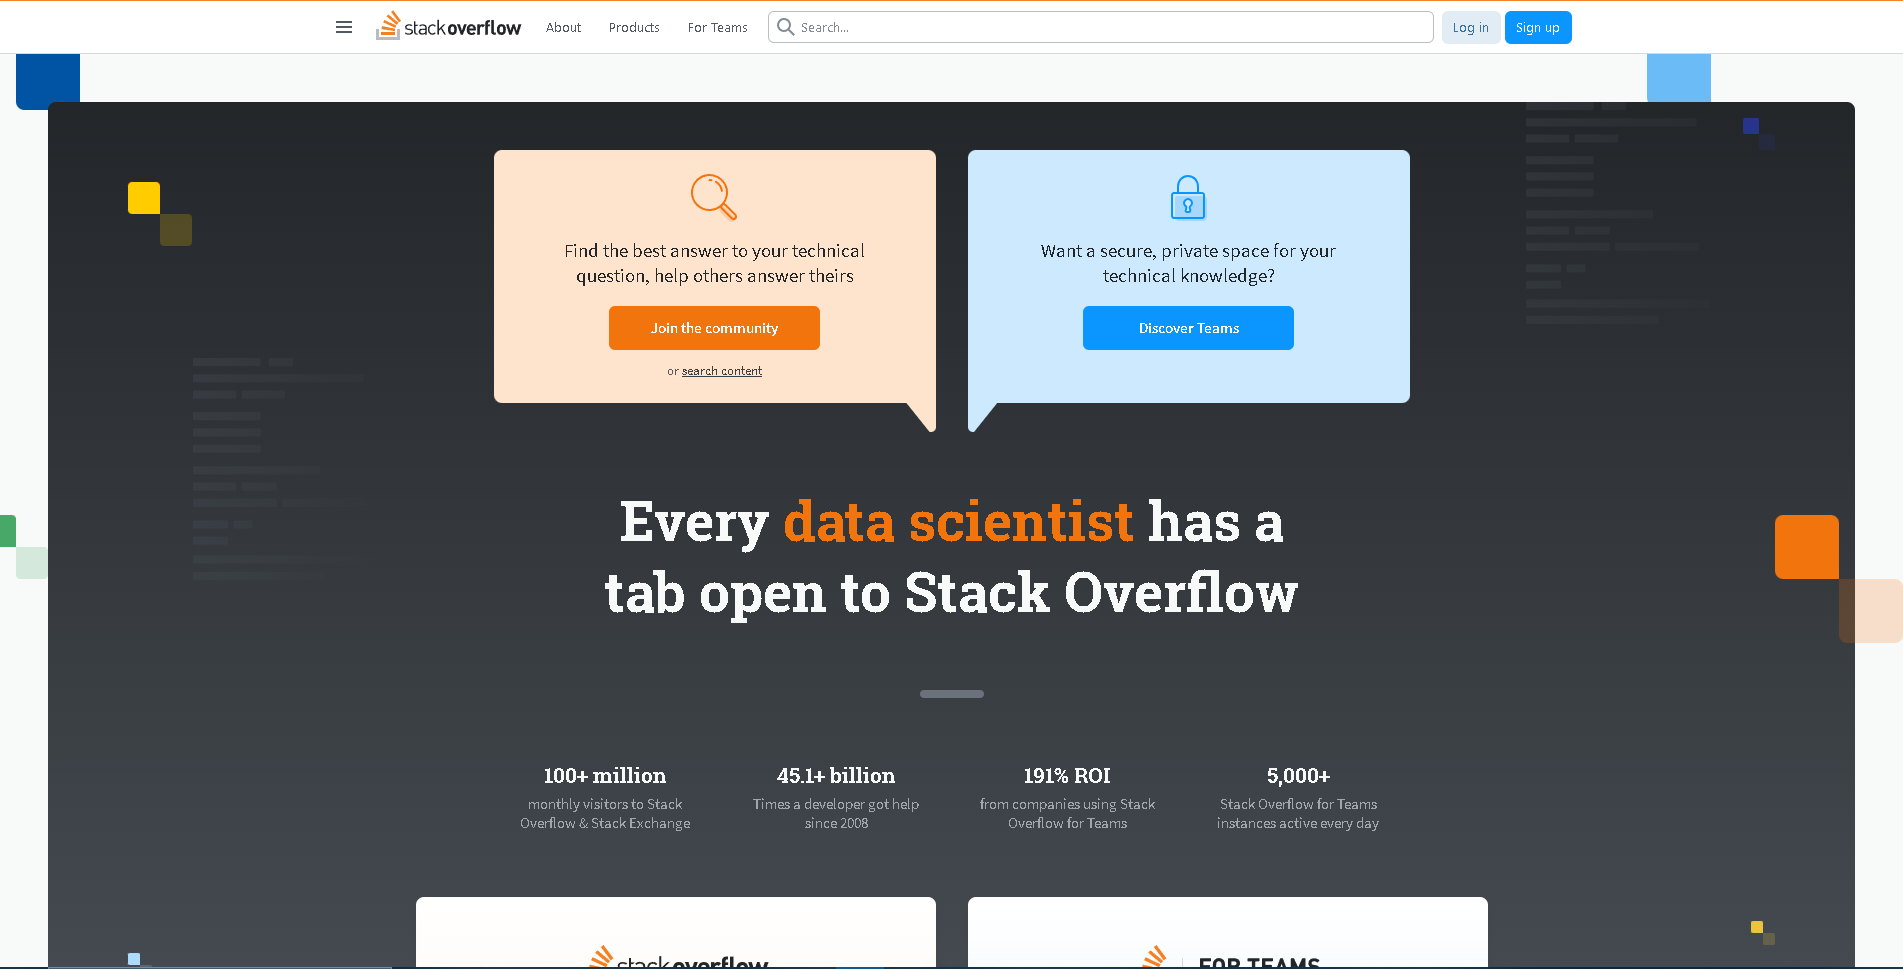 stackoverflow
About
Products
For Teams
Search...
Log in
Sign up
Find the best answer to your technical
question, help others answer theirs
Join the community
or search content
Want a secure, private space for your
technical knowledge?
Discover Teams
Every data scientist has a
tab open to Stack Overflow
100+ million
monthly visitors to Stack
Overflow & Stack Exchange
45.1+ billion
Times a developer got help
since 2008
191% ROI
from companies using Stack
Overflow for Teams
5,000+
Stack Overflow for Teams
instances active every day
stackoverflow
FOR TEAMS